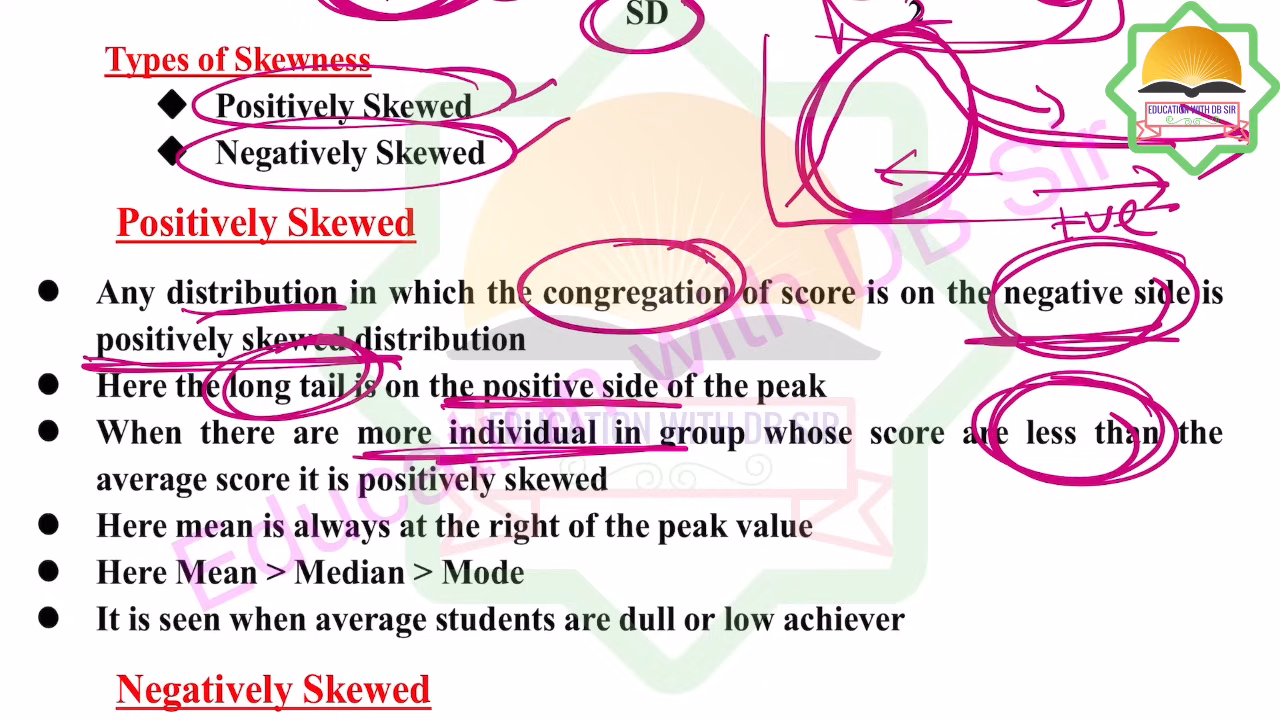 SD
2
Types of Skewness
◆ Positively Skewed
◆ Negatively Skewed
EDUCATION WITH DB SIR
+ve
Positively Skewed
● Any distribution in which the congregation of score is on the negative side is
positively skewed distribution
● Here the long tail is on the positive side of the peak
● When there are more individual in group whose score are less than the
average score it is positively skewed
● Here mean is always at the right of the peak value
● Here Mean > Median > Mode
● It is seen when average students are dull or low achiever
Negatively Skewed
EDUCATION WITH DB SIR
Education with DB Sir